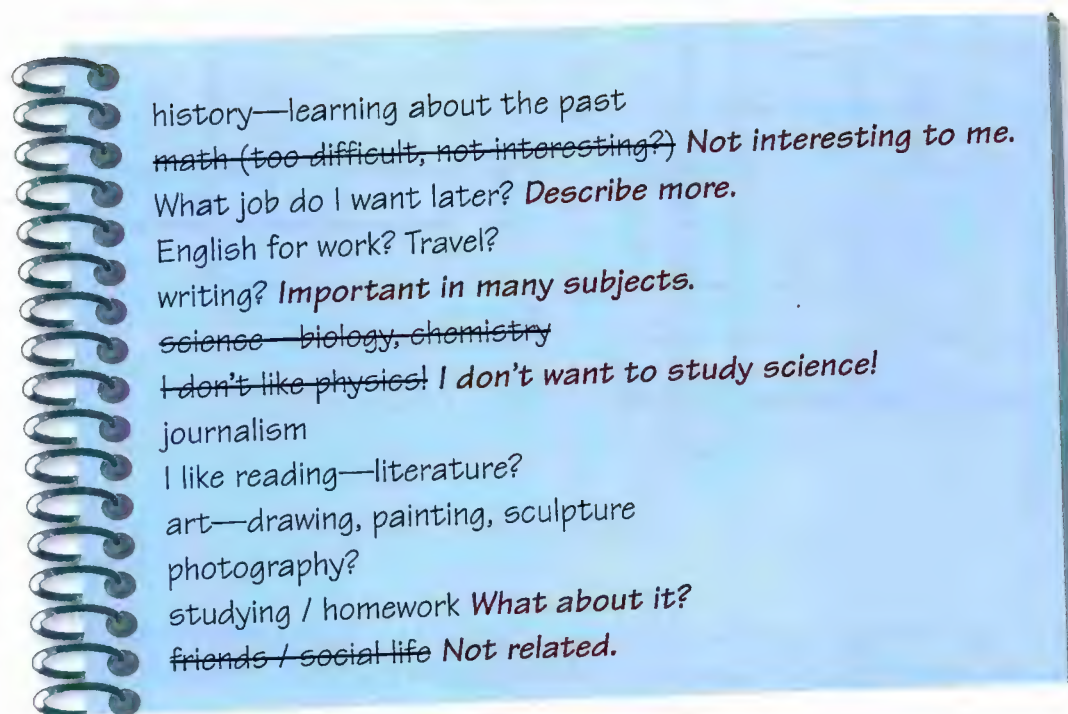 history—learning about the past
math (too difficult, not interesting?) Not interesting to me.
What job do I want later? Describe more.
English for work? Travel?
writing? Important in many subjects.
science—biology, chemistry
I don't like physics! I don't want to study science!
journalism
I like reading—literature?
art—drawing, painting, sculpture
photography?
studying / homework What about it?
friends / social life Not related.